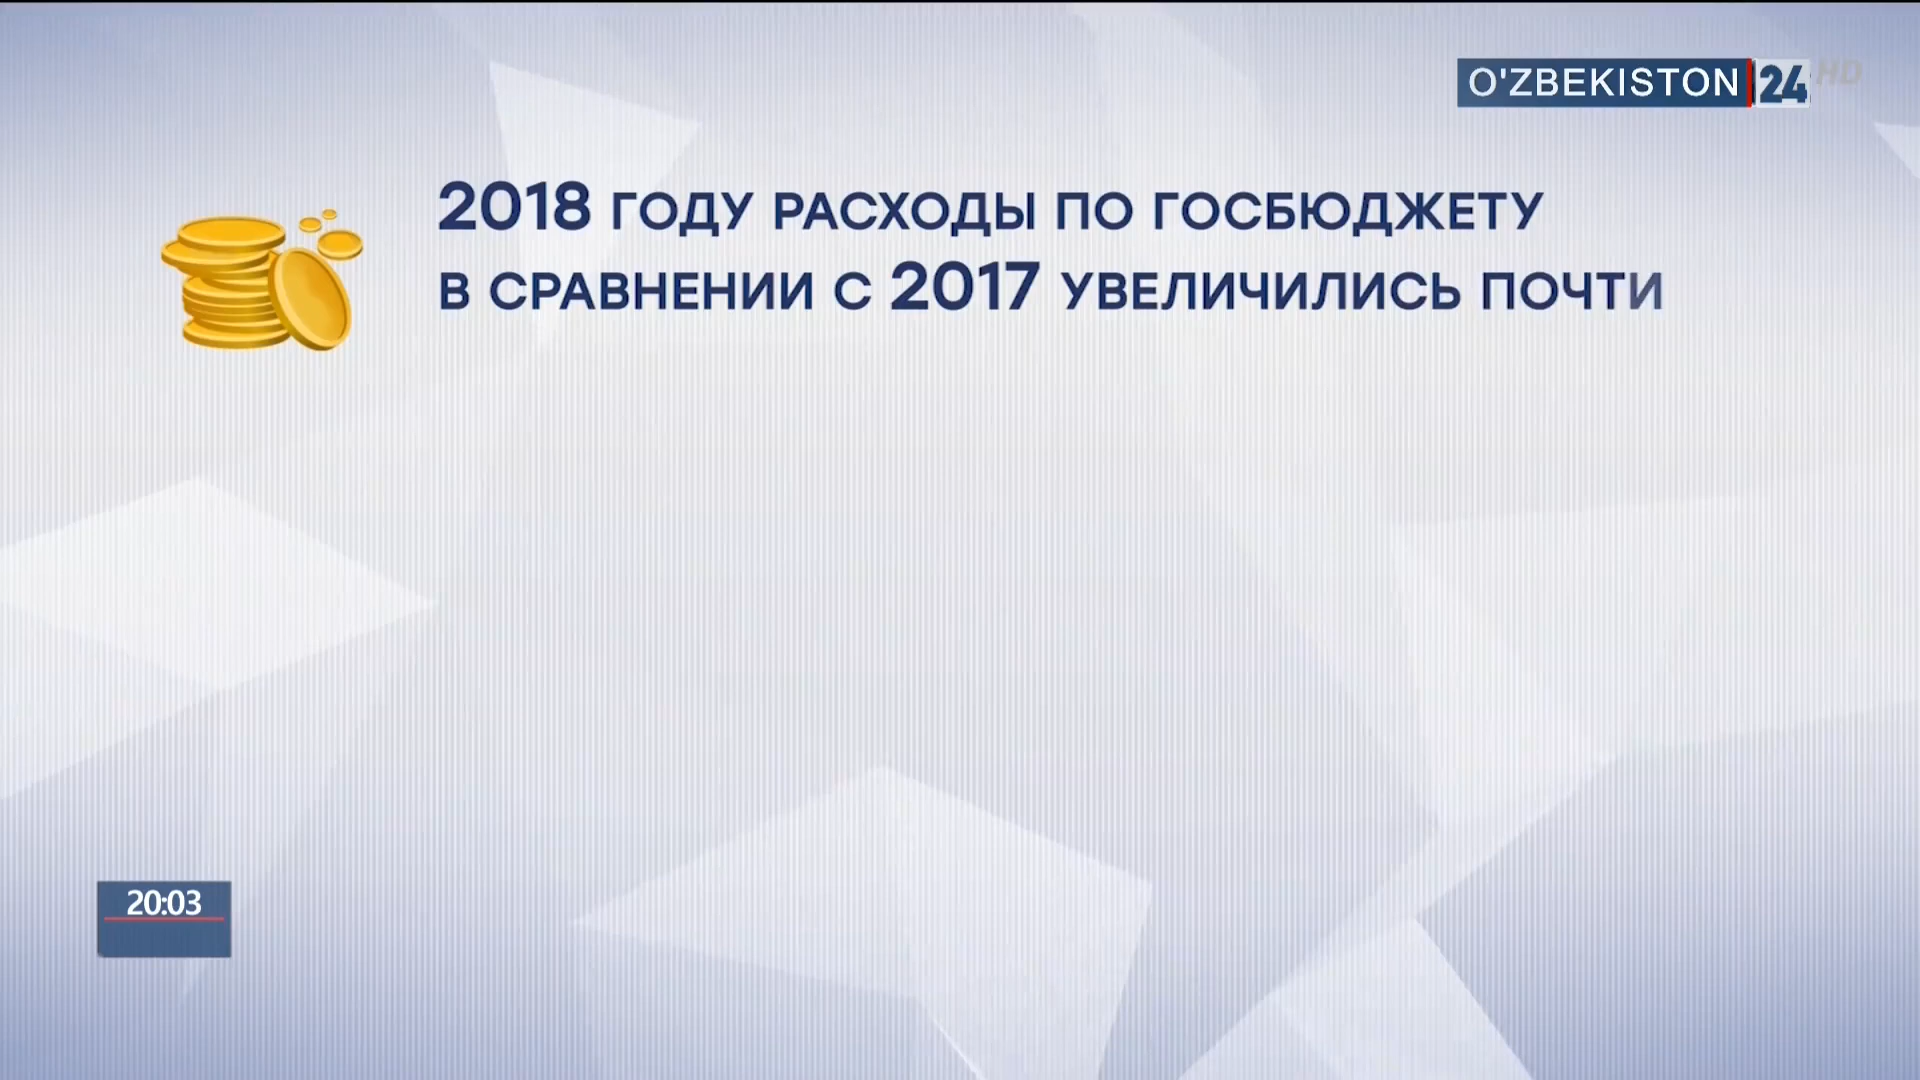 O'ZBEKISTON 24 HD
2018 ГОДУ РАСХОДЫ ПО ГОСБЮДЖЕТУ
В СРАВНЕНИИ С 2017 УВЕЛИЧИЛИСЬ ПОЧТИ
20:03